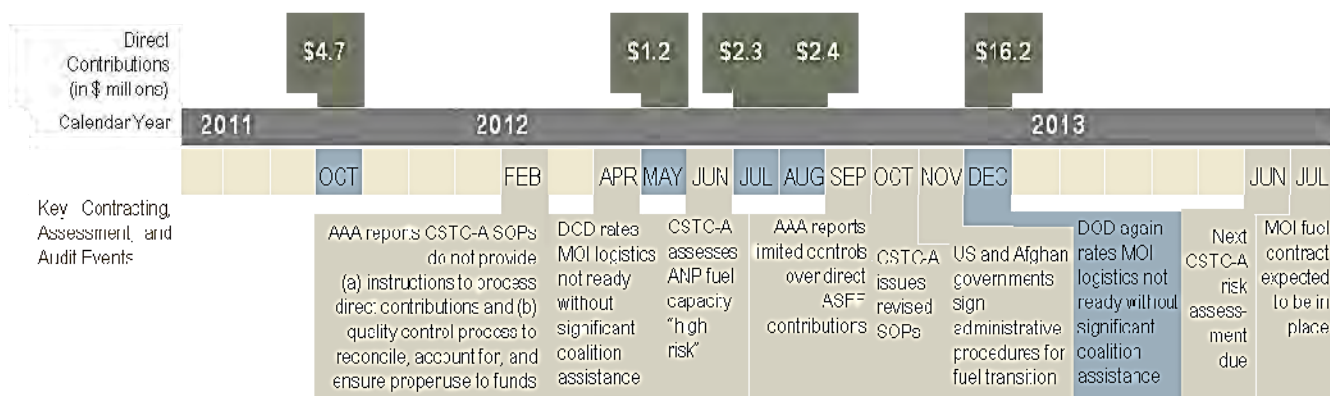 Direct
Contributions
(in $ millions)
$4.7
$1.2
$2.3
$2.4
$16.2
Calendar Year
2011
2012
2013
OCT
FEB
APR
MAY
JUN
JUL
AUG
SEP
OCT
NOV
DEC
JUN
JUL
Key Contracting,
Assessment, and
Audit Events
AAA reports CSTC-A SOPs
do not provide
(a) instructions to process
direct contributions and (b)
quality control process to
reconcile, account for, and
ensure proper use to funds
DOD rates
MOI logistics
not ready
without
significant
coalition
assistance
CSTC-A
assesses
ANP fuel
capacity
"high
risk"
AAA reports
limited controls
over direct
ASFF
contributions
CSTC-A
issues
revised
SOPs
US and Afghan
governments
sign
administrative
procedures for
fuel transition
DOD again
rates MOI
logistics not
ready without
significant
coalition
assistance
Next
CSTC-A
risk
assess-
ment
due
MOI fuel
contract
expected
to be in
place